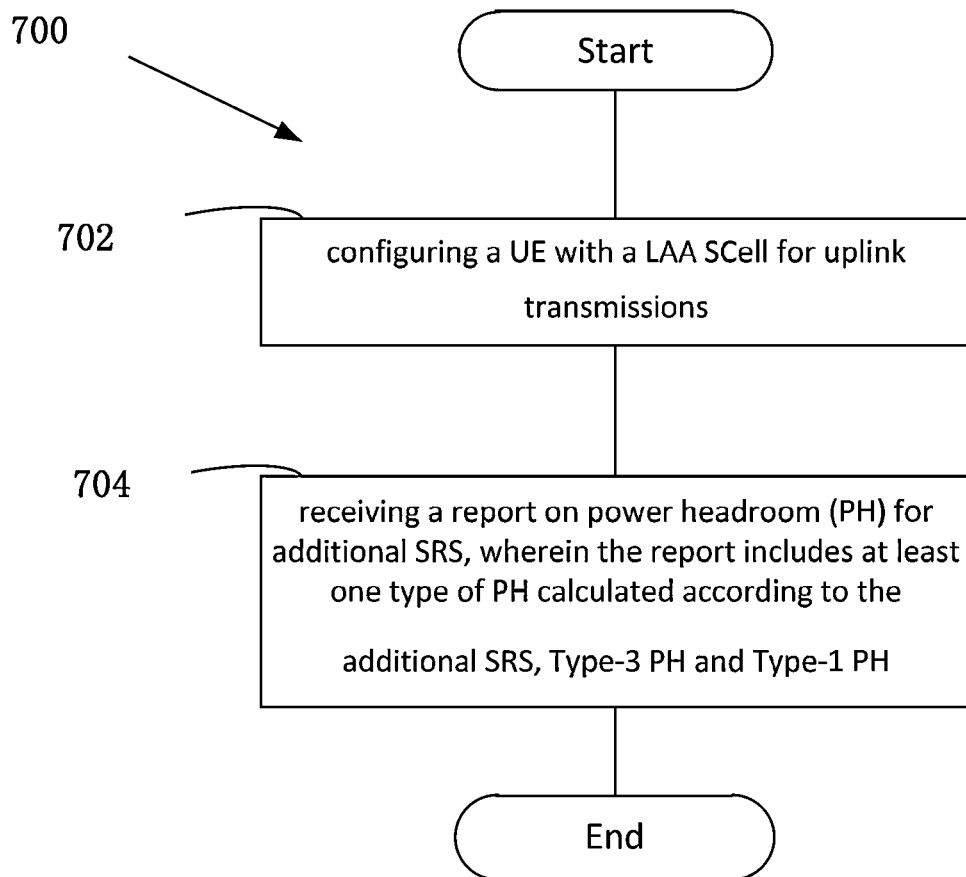 700
Start
702
configuring a UE with a LAA SCell for uplink
transmissions
704
receiving a report on power headroom (PH) for
additional SRS, wherein the report includes at least
one type of PH calculated according to the
additional SRS, Type-3 PH and Type-1 PH
End